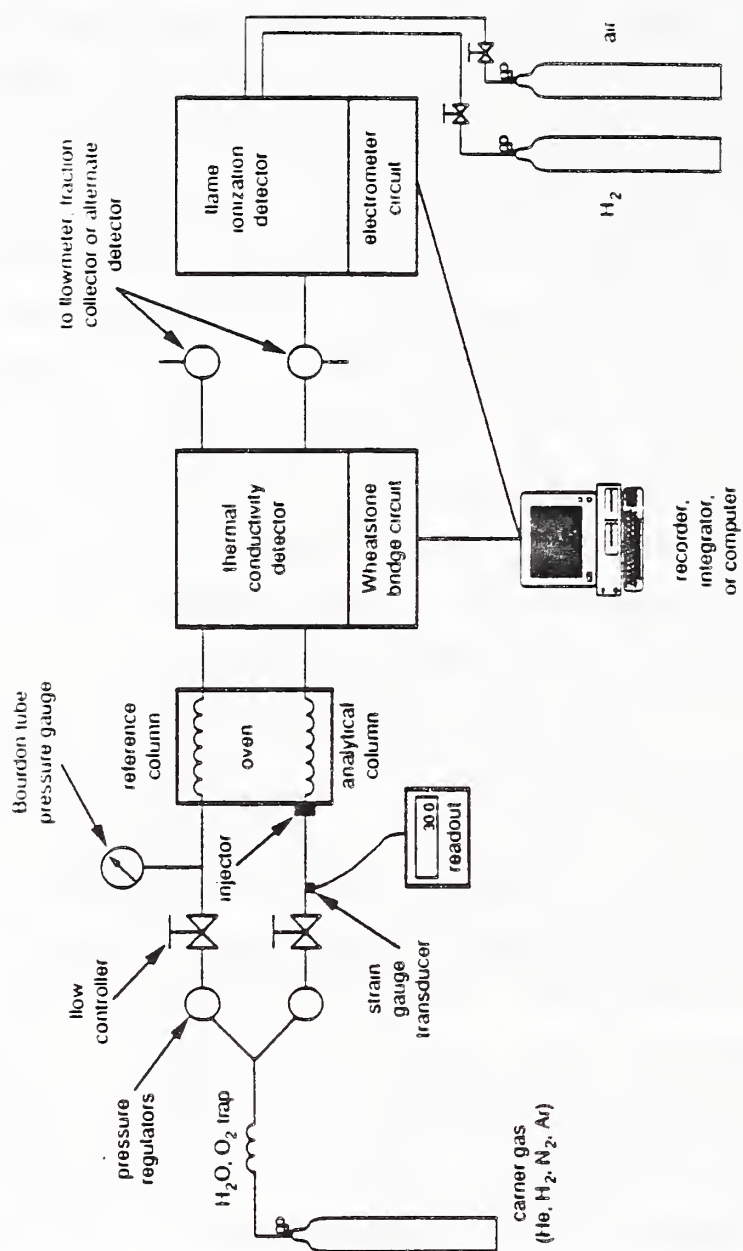 carrier gas
(He, H₂, N₂, Ar)
H₂O, O₂ trap
pressure
regulators
flow
controller
Bourdon tube
pressure gauge
strain
gauge
transducer
injector
30.0
readout
reference
column
oven
analytical
column
thermal
conductivity
detector
Wheatstone
bridge circuit
recorder,
integrator,
or computer
to flowmeter, fraction
collector or alternate
detector
flame
ionization
detector
electrometer
circuit
H₂
air